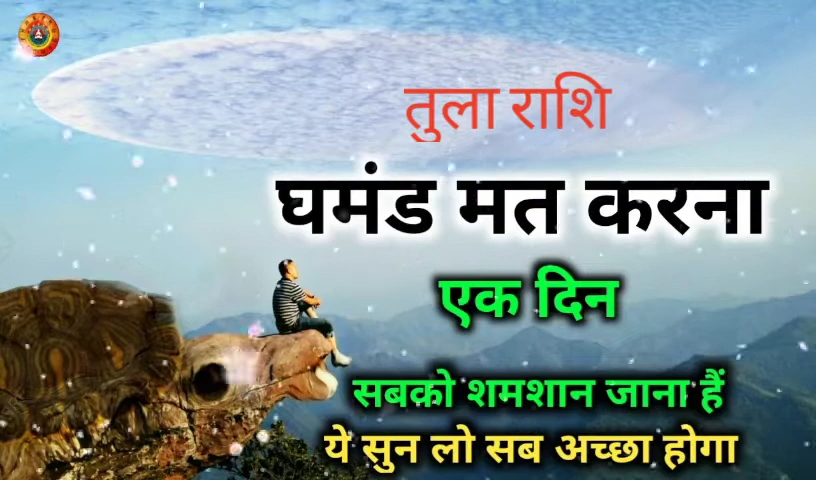 तुला राशि
घमंड मत करना
एक दिन
सबको शमशान जाना हैं
ये सुन लो सब अच्छा होगा